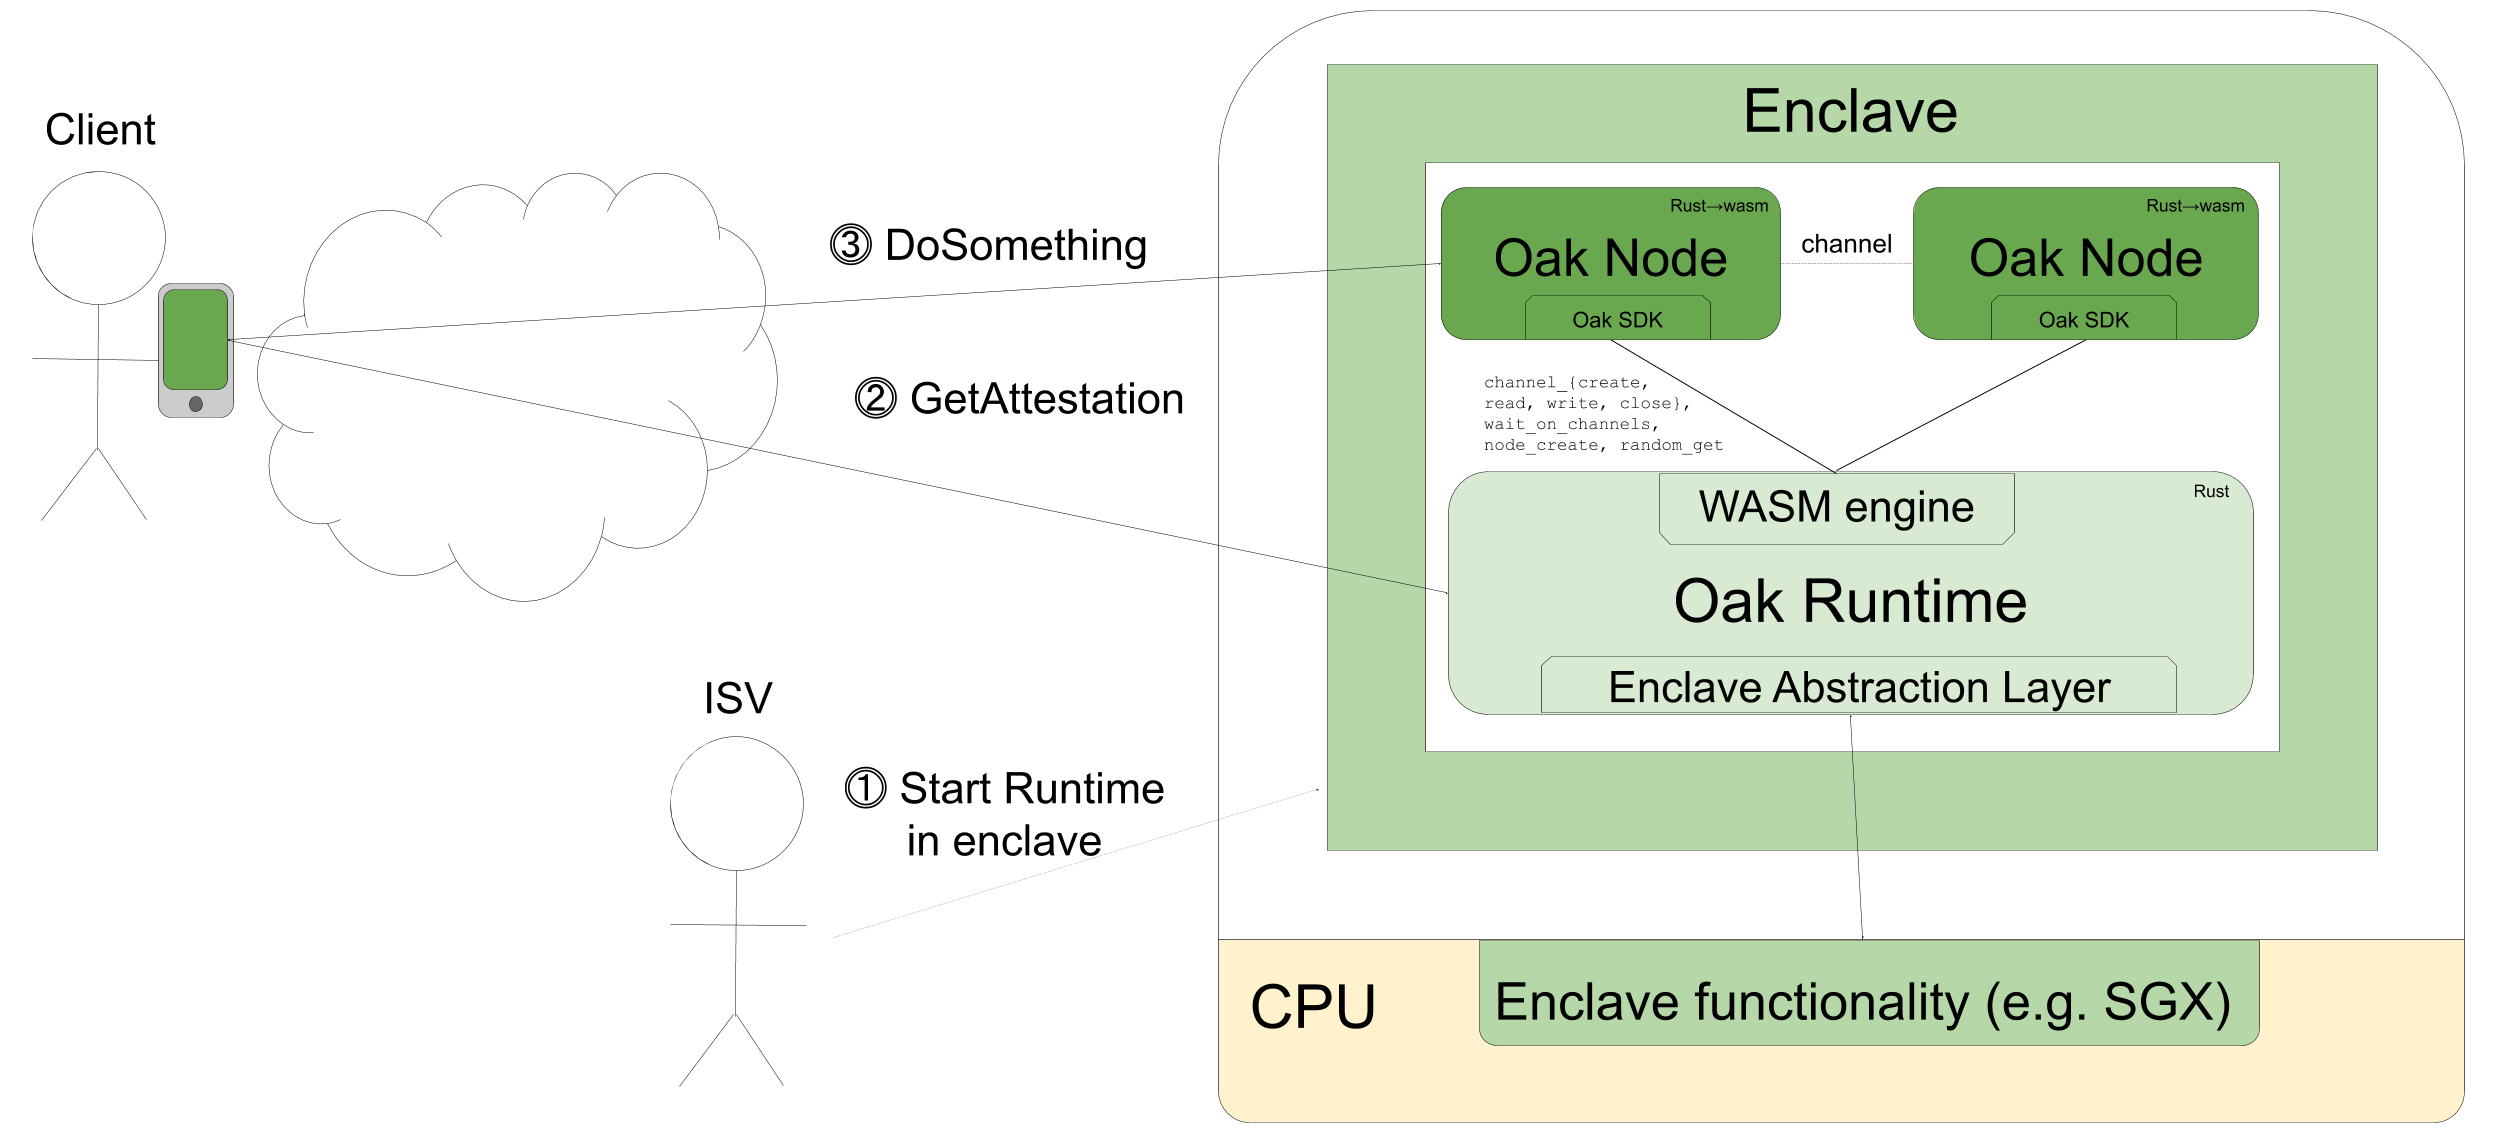 Client
③ DoSomething
② GetAttestation
ISV
① Start Runtime
in enclave
Enclave
Rust→wasm
Oak Node
Oak SDK
channel
Rust→wasm
Oak Node
Oak SDK
channel_{create,
read, write, close},
wait_on_channels,
node_create, random_get
WASM engine
Rust
Oak Runtime
Enclave Abstraction Layer
CPU
Enclave functionality (e.g. SGX)